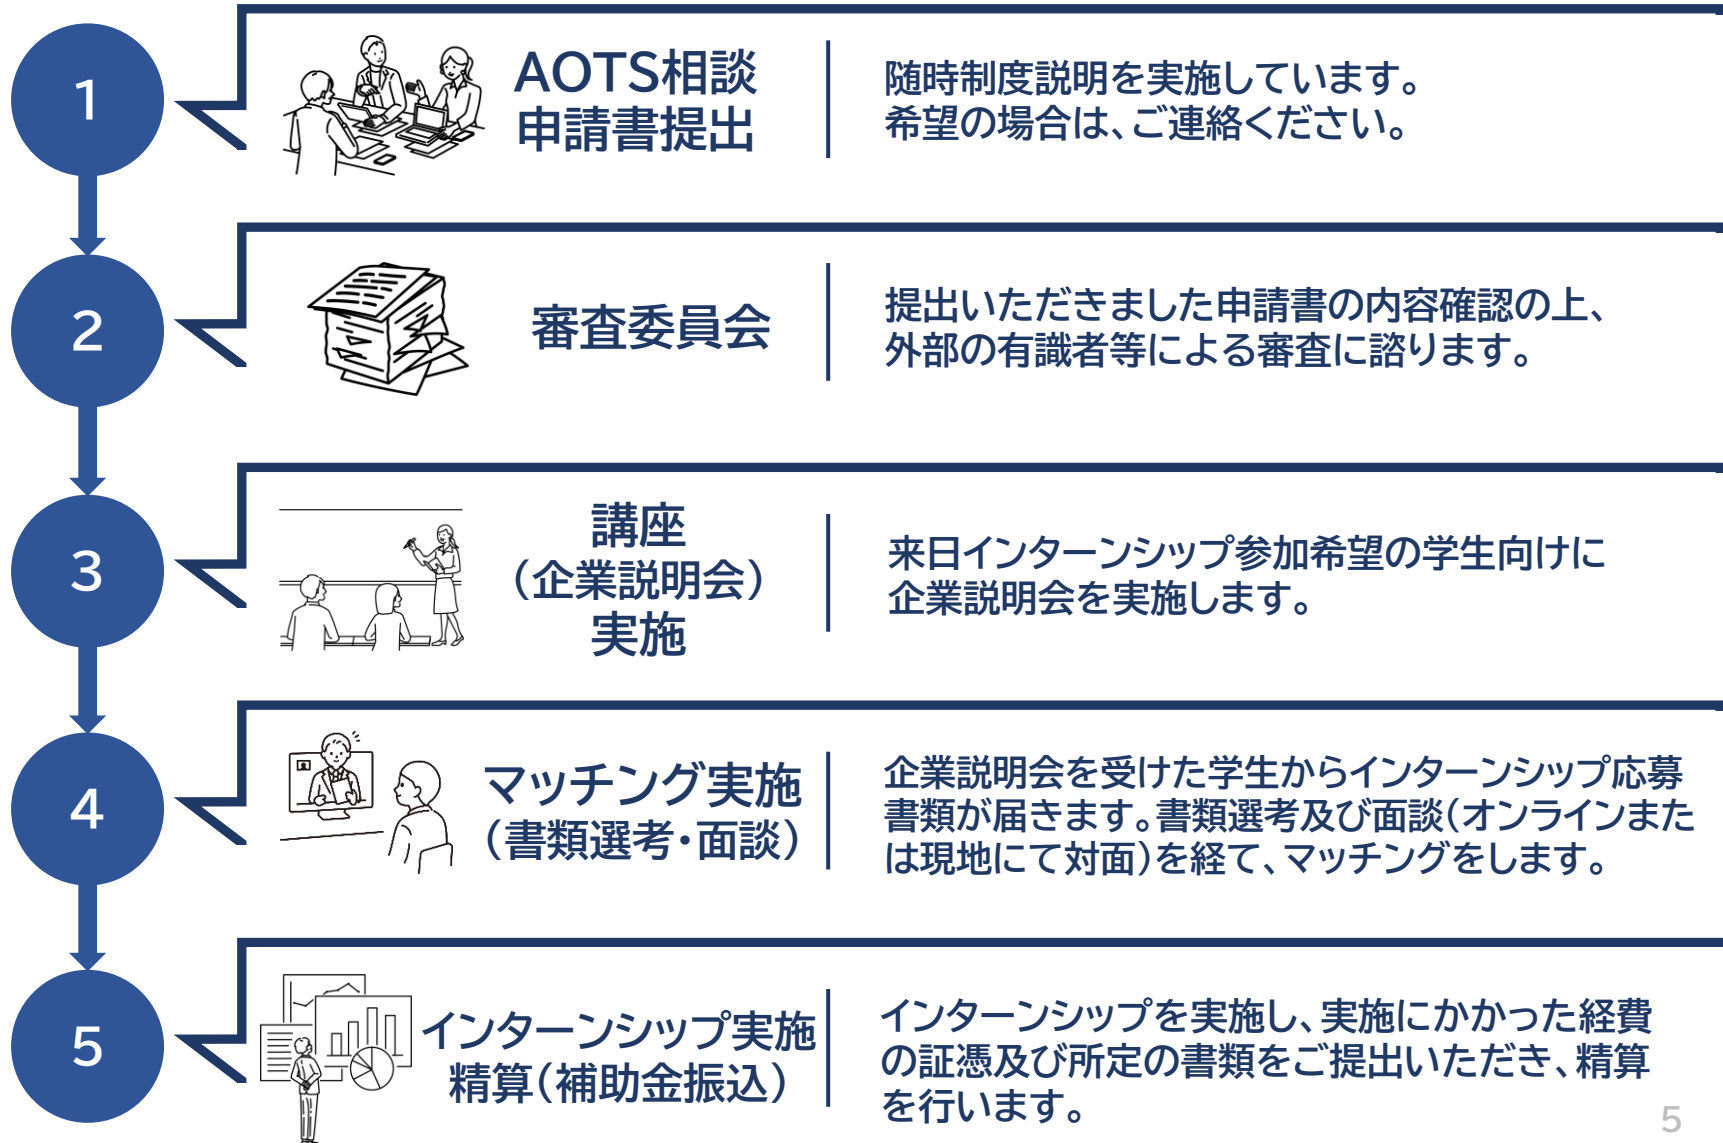 1
AOTS相談
申請書提出
随時制度説明を実施しています。
希望の場合は、ご連絡ください。
2
審査委員会
提出いただきました申請書の内容確認の上、
外部の有識者等による審査に諮ります。
3
講座
（企業説明会）
実施
来日インターンシップ参加希望の学生向けに
企業説明会を実施します。
4
マッチング実施
（書類選考・面談）
企業説明会を受けた学生からインターンシップ応募
書類が届きます。書類選考及び面談（オンラインまた
は現地にて対面）を経て、マッチングをします。
5
インターンシップ実施
精算（補助金振込）
インターンシップを実施し、実施にかかった経費
の証憑及び所定の書類をご提出いただき、精算
を行います。
5